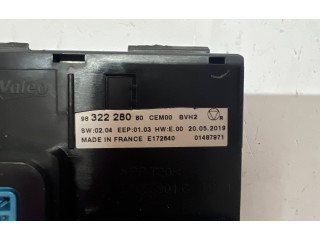 Valeo
98 322 280 80 CEM00 BVH2
SW:02.04 EEP:01.03 HW:E.00 20.05.2019
MADE IN FRANCE E172640 01487971